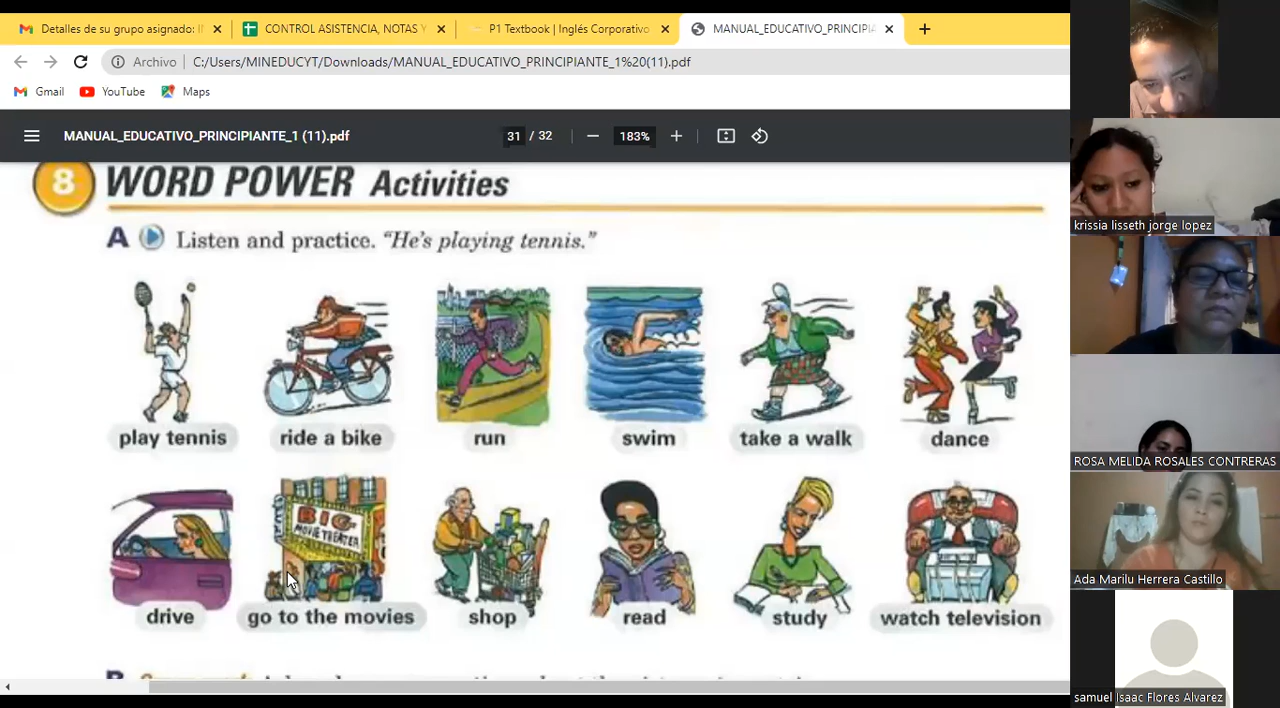 Detalles de su grupo asignado: I
CONTROL ASISTENCIA, NOTAS Y
P1 Textbook | Inglés Corporativo
MANUAL_EDUCATIVO_PRINCIPIA
Archivo
C:/Users/MINEDUCYT/Downloads/MANUAL_EDUCATIVO_PRINCIPIANTE_1%20(11).pdf
Gmail
YouTube
Maps
MANUAL_EDUCATIVO_PRINCIPIANTE_1 (11).pdf
31 / 32
183%
8 WORD POWER Activities
A Listen and practice. “He’s playing tennis.”
play tennis
ride a bike
run
swim
take a walk
dance
BIG
MOVIE THEATER
drive
go to the movies
shop
read
study
watch television
krissia lisseth jorge lopez
ROSA MELIDA ROSALES CONTRERAS
Ada Marilu Herrera Castillo
samuel Isaac Flores Alvarez